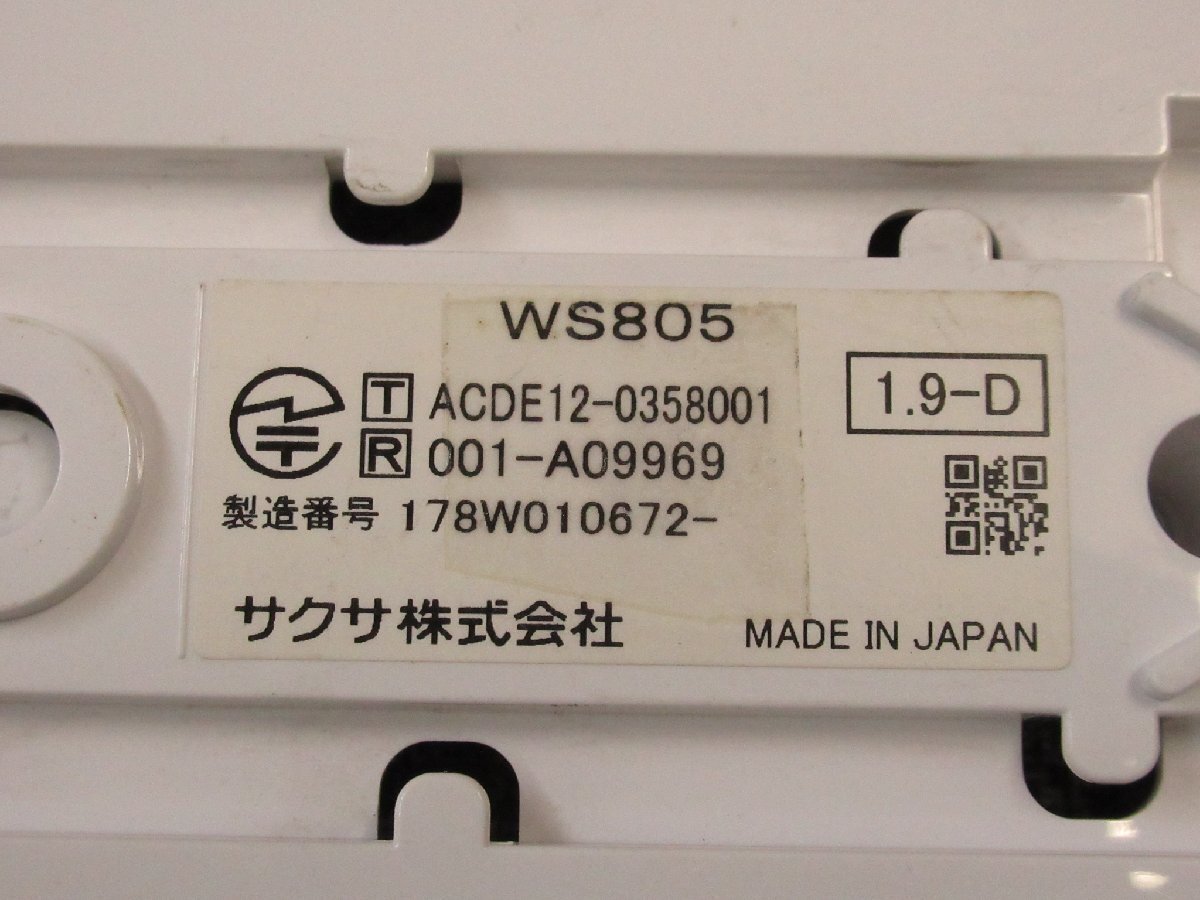 WS805
T ACDE12-0358001
1.9-D
R 001-A09969
製造番号 178W010672-
サクサ株式会社
MADE IN JAPAN